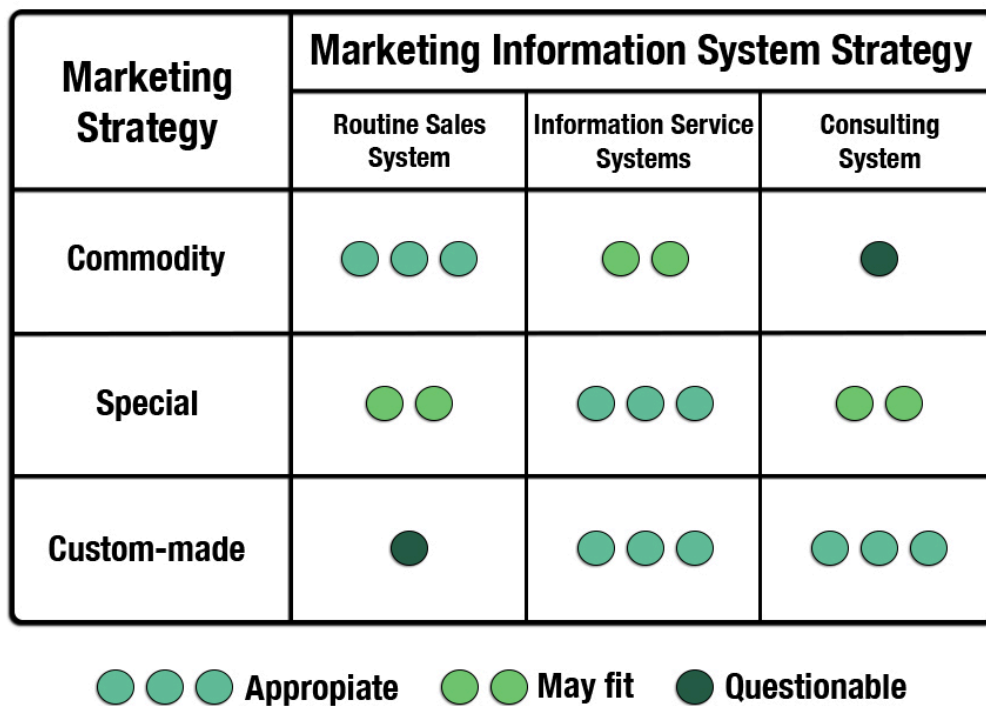 Marketing
Strategy
Marketing Information System Strategy
Routine Sales
System
Information Service
Systems
Consulting
System
Commodity
Special
Custom-made
Appropiate
May fit
Questionable